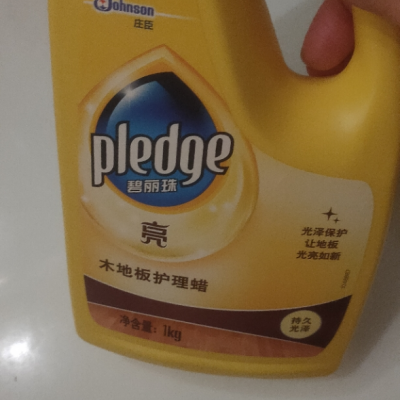 Johnson
庄臣
pledge
碧丽珠
亮
木地板护理蜡
净含量：1kg
光泽保护
让地板
光亮如新
持久
光泽